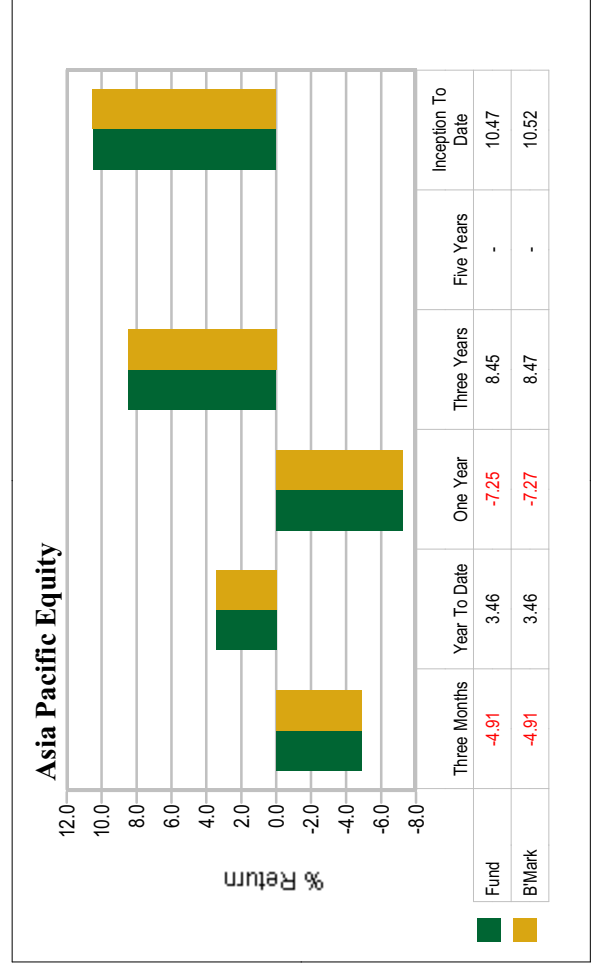 Asia Pacific Equity
12.0
10.0
8.0
6.0
4.0
2.0
0.0
-2.0
-4.0
-6.0
-8.0
% Return
Three Months Year To Date One Year Three Years Five Years Inception To
Date
Fund -4.91 3.46 -7.25 8.45 - 10.47
B'Mark -4.91 3.46 -7.27 8.47 - 10.52